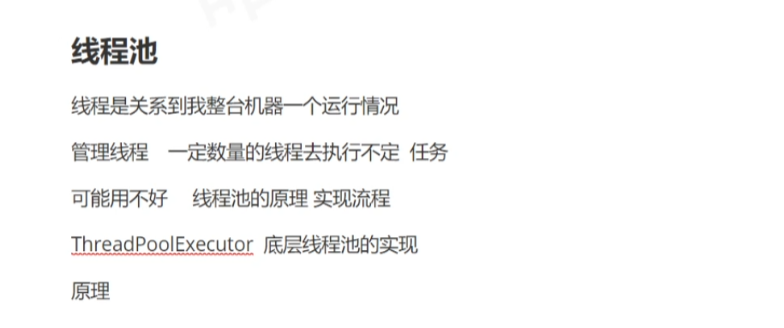 线程池
线程是关系到我整台机器一个运行情况
管理线程 一定数量的线程去执行不定 任务
可能用不好 线程池的原理 实现流程
ThreadPoolExecutor 底层线程池的实现
原理